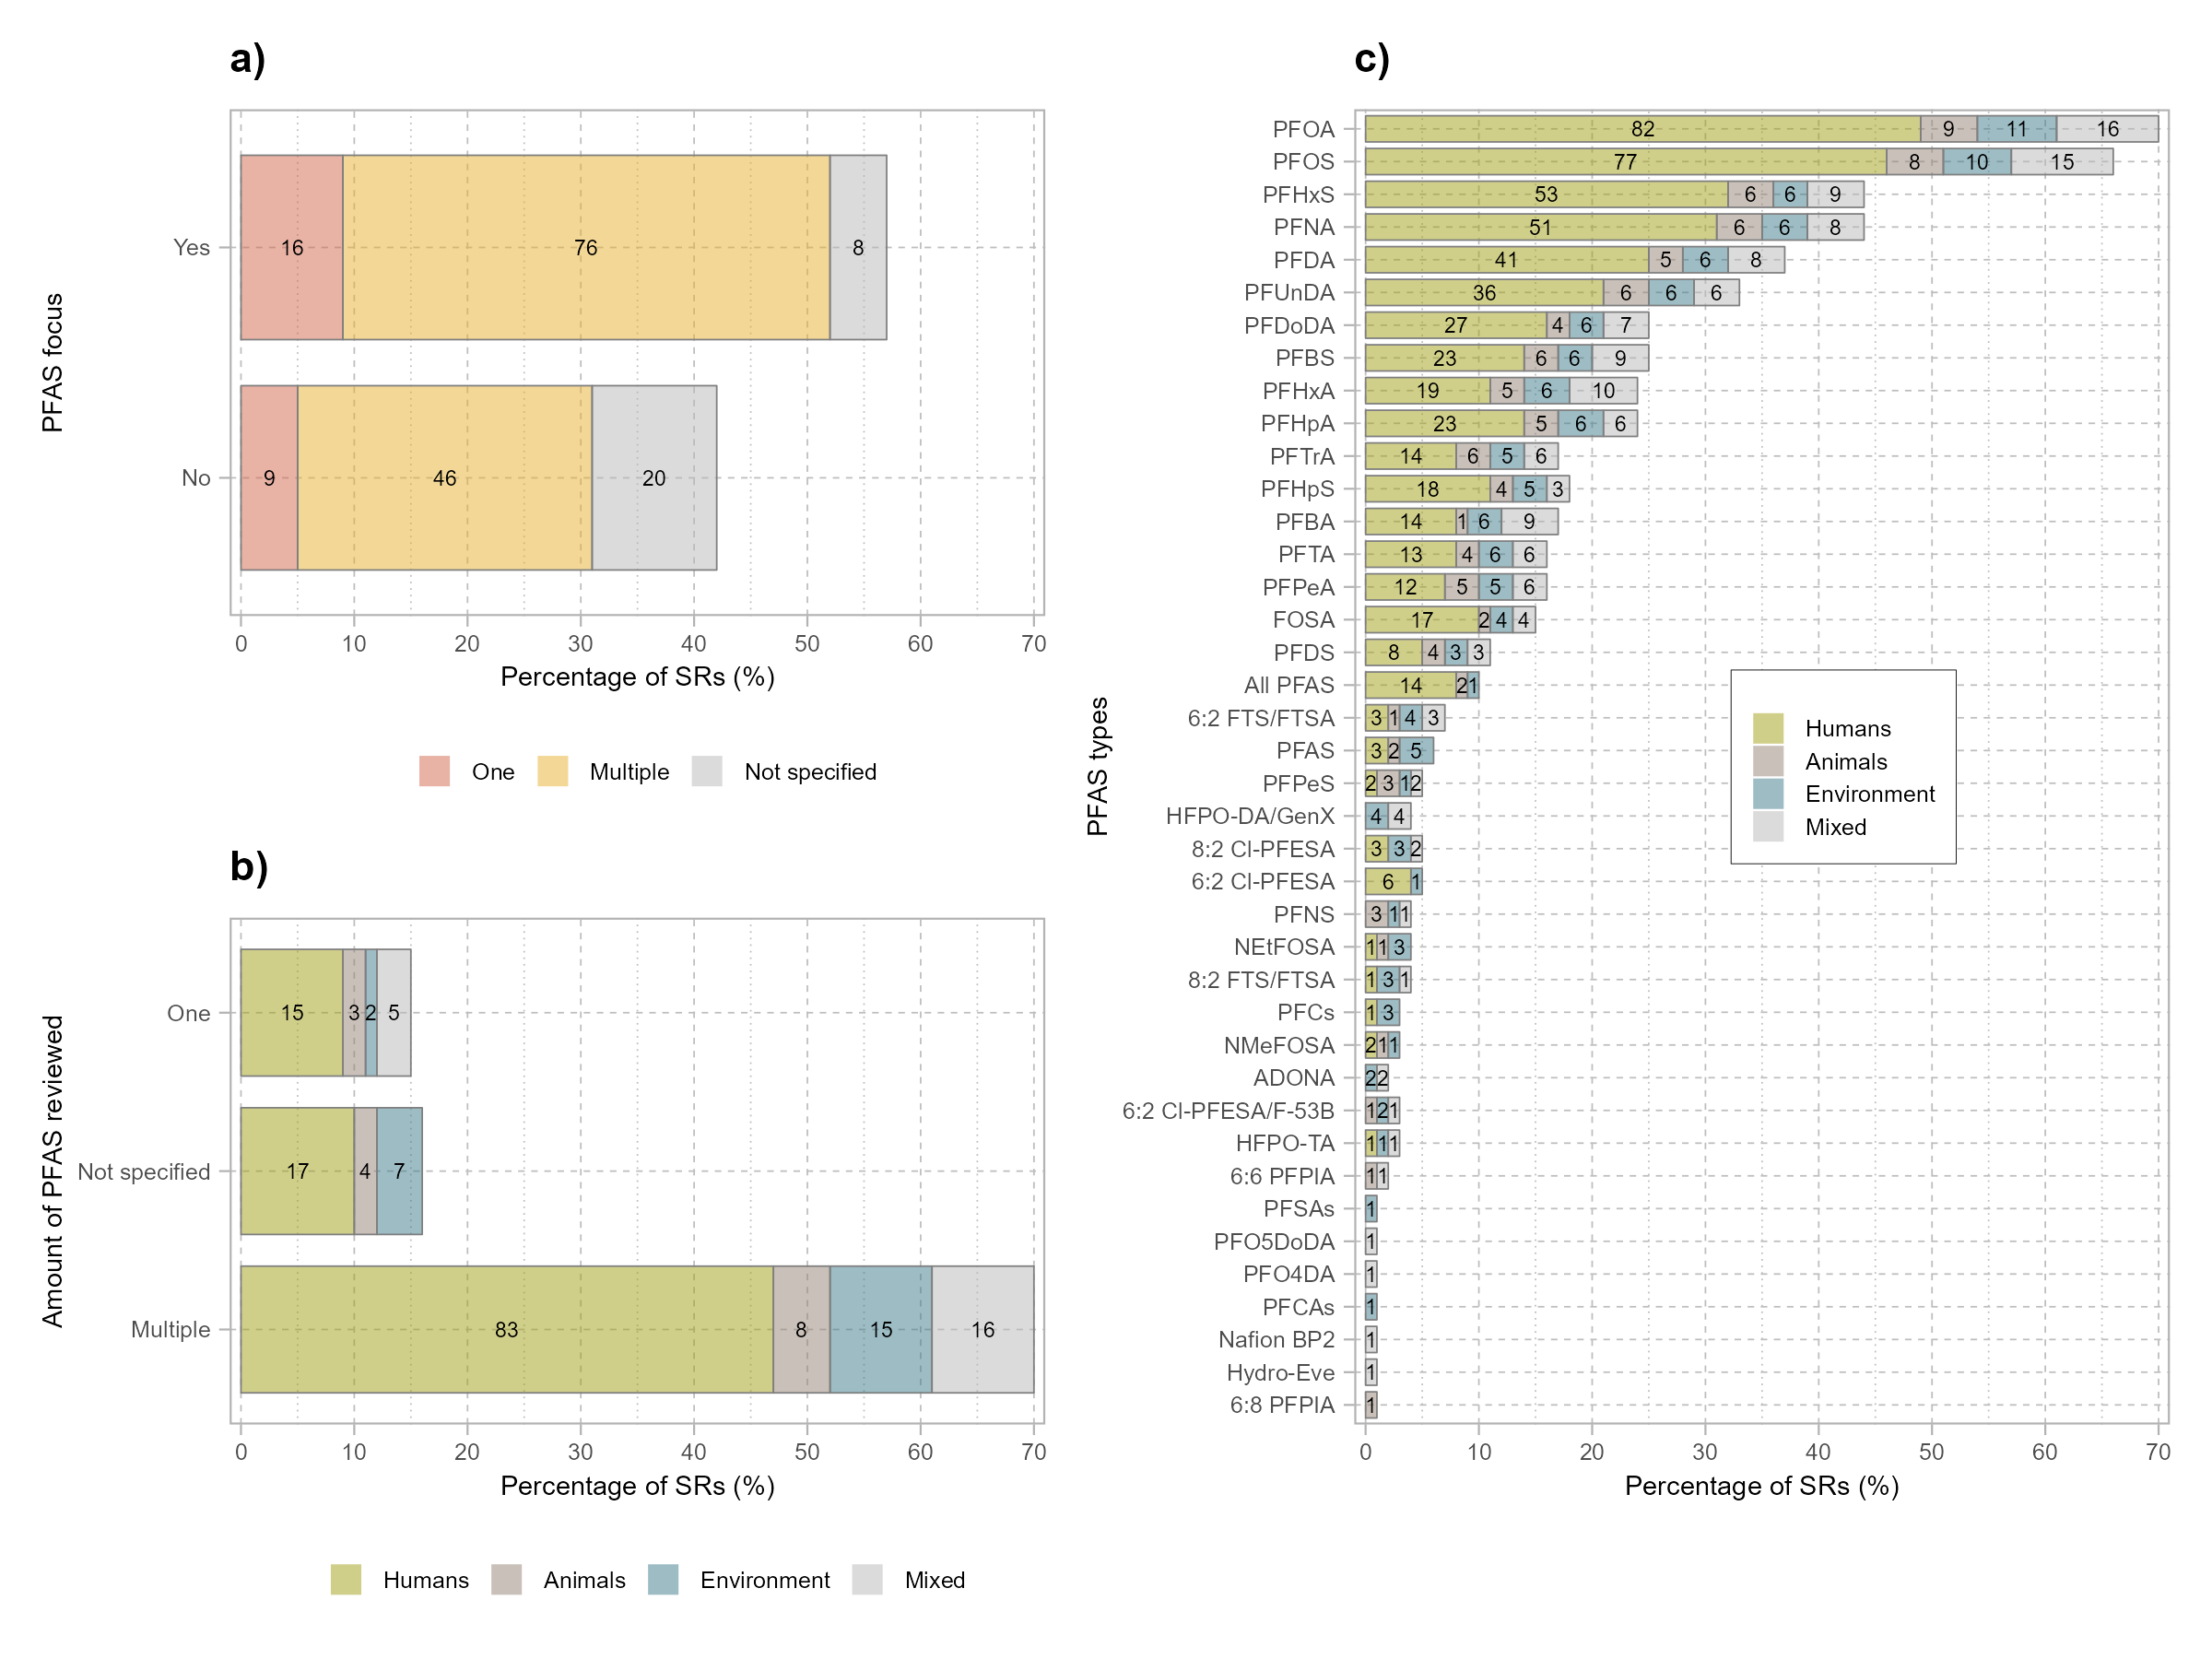 a)
PFAS focus
Yes 16 76 8
No 9 46 20
0 10 20 30 40 50 60 70
Percentage of SRs (%)
One Multiple Not specified
b)
Amount of PFAS reviewed
One 15 3 2 5
Not specified 17 4 7
Multiple 83 8 15 16
0 10 20 30 40 50 60 70
Percentage of SRs (%)
Humans Animals Environment Mixed
c)
PFAS types
PFOA 82 9 11 16
PFOS 77 8 10 15
PFHxS 53 6 6 9
PFNA 51 6 6 8
PFDA 41 5 6 8
PFUnDA 36 6 6 6
PFDoDA 27 4 6 7
PFBS 23 6 6 9
PFHxA 19 5 6 10
PFHpA 23 5 6 6
PFTrA 14 6 5 6
PFHpS 18 4 5 3
PFBA 14 1 6 9
PFTA 13 4 6 6
PFPeA 12 5 5 6
FOSA 17 2 4 4
PFDS 8 4 3 3
All PFAS 14 2 1
6:2 FTS/FTSA 3 1 4 3
PFAS 3 2 5
PFPeS 2 3 1 2
HFPO-DA/GenX 4 4
8:2 Cl-PFESA 3 3 2
6:2 Cl-PFESA 6 1
PFNS 3 1 1
NEtFOSA 1 1 3
8:2 FTS/FTSA 1 3 1
PFCs 1 3
NMeFOSA 2 1 1
ADONA 2 2
6:2 Cl-PFESA/F-53B 1 2 1
HFPO-TA 1 1 1
6:6 PFPIA 1 1
PFSAs 1
PFO5DoDA 1
PFO4DA 1
PFCAs 1
Nafion BP2 1
Hydro-Eve 1
6:8 PFPIA 1
0 10 20 30 40 50 60 70
Percentage of SRs (%)
Humans
Animals
Environment
Mixed